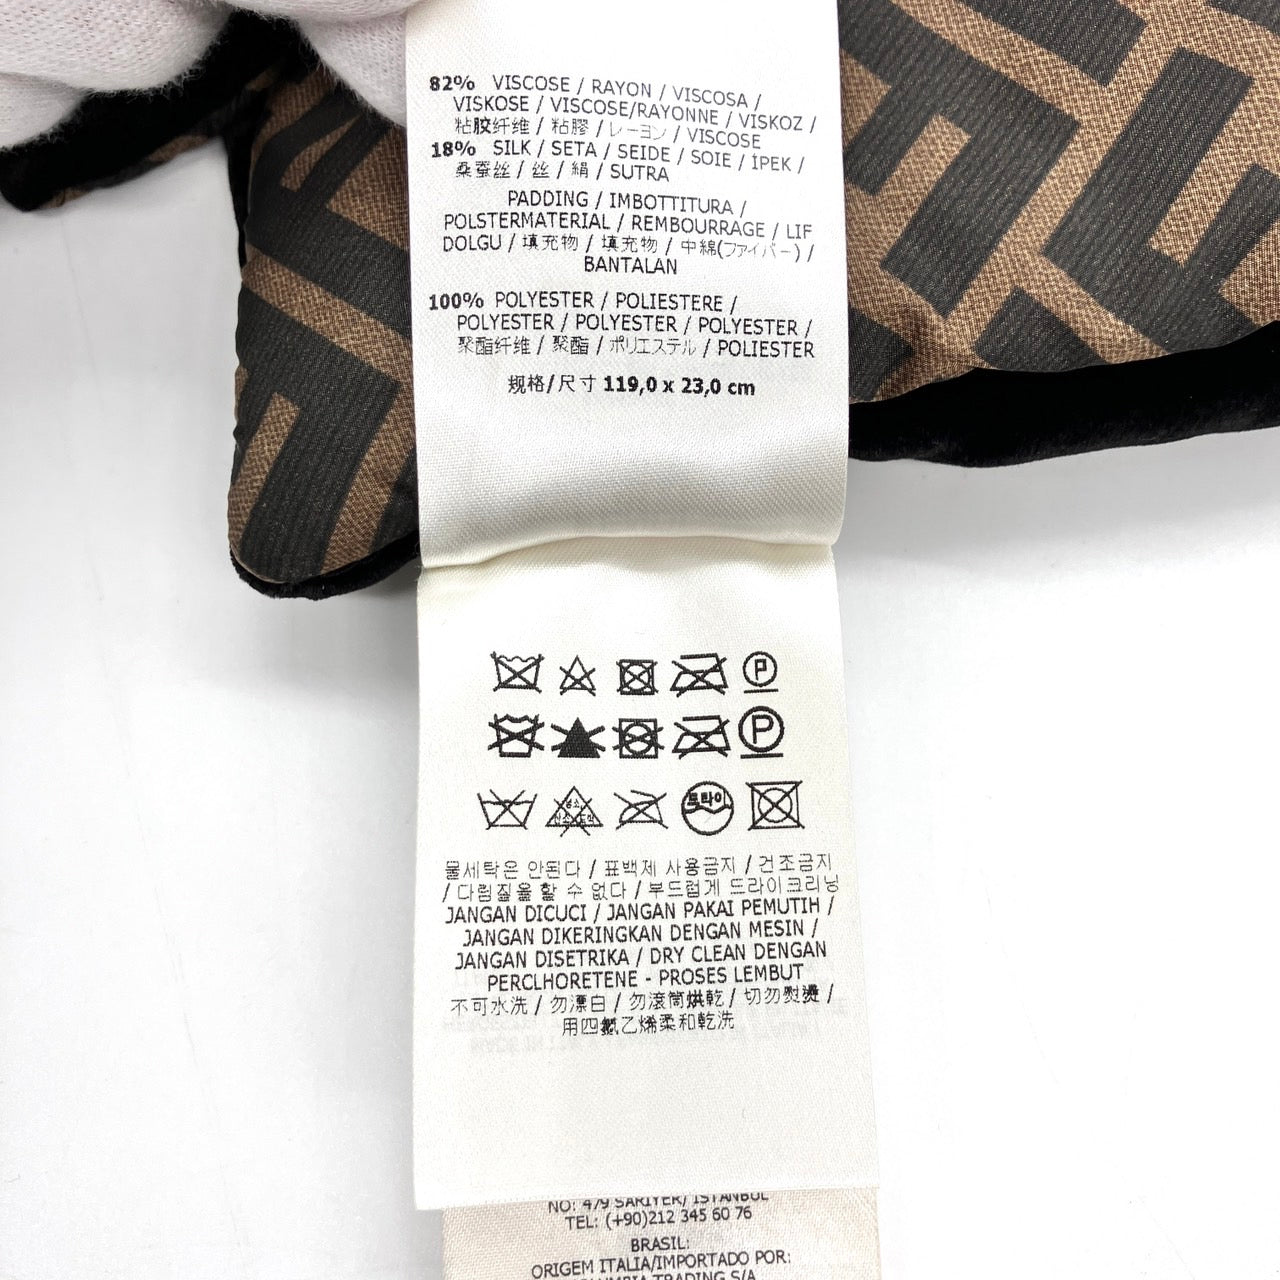 82% VISCOSE / RAYON / VISCOSA /
VISKOSE / VISCOSE/RAYONNE / VISKOZ /
粘胶纤维 / 粘膠 / レーヨン / VISCOSE
18% SILK / SETA / SEIDE / SOIE / İPEK /
桑蚕丝 / 丝 / 絹 / SUTRA
PADDING / IMBOTTITURA /
POLSTERMATERIAL / REMBOURRAGE / LIF
DOLGU / 填充物 / 填充物 / 中綿(ファイバー) /
BANTALAN
100% POLYESTER / POLIESTERE /
POLYESTER / POLYESTER / POLYESTER /
聚酯纤维 / 聚酯 / ポリエステル / POLIESTER
规格/尺寸 119,0 x 23,0 cm
P
P
드라이
물세탁은 안된다 / 표백제 사용금지 / 건조금지
/ 다림질을 할 수 없다 / 부드럽게 드라이크리닝
JANGAN DICUCI / JANGAN PAKAI PEMUTIH /
JANGAN DIKERINGKAN DENGAN MESIN /
JANGAN DISETRIKA / DRY CLEAN DENGAN
PERCLHORETENE - PROSES LEMBUT
不可水洗 / 勿漂白 / 勿滾筒烘乾 / 切勿熨燙 /
用四氯乙烯柔和乾洗
NO: 479 SARIYER/ ISTANBUL
TEL: (+90)212 345 60 76
BRASIL:
ORIGEM ITALIA/IMPORTADO POR:
TRADING S/A